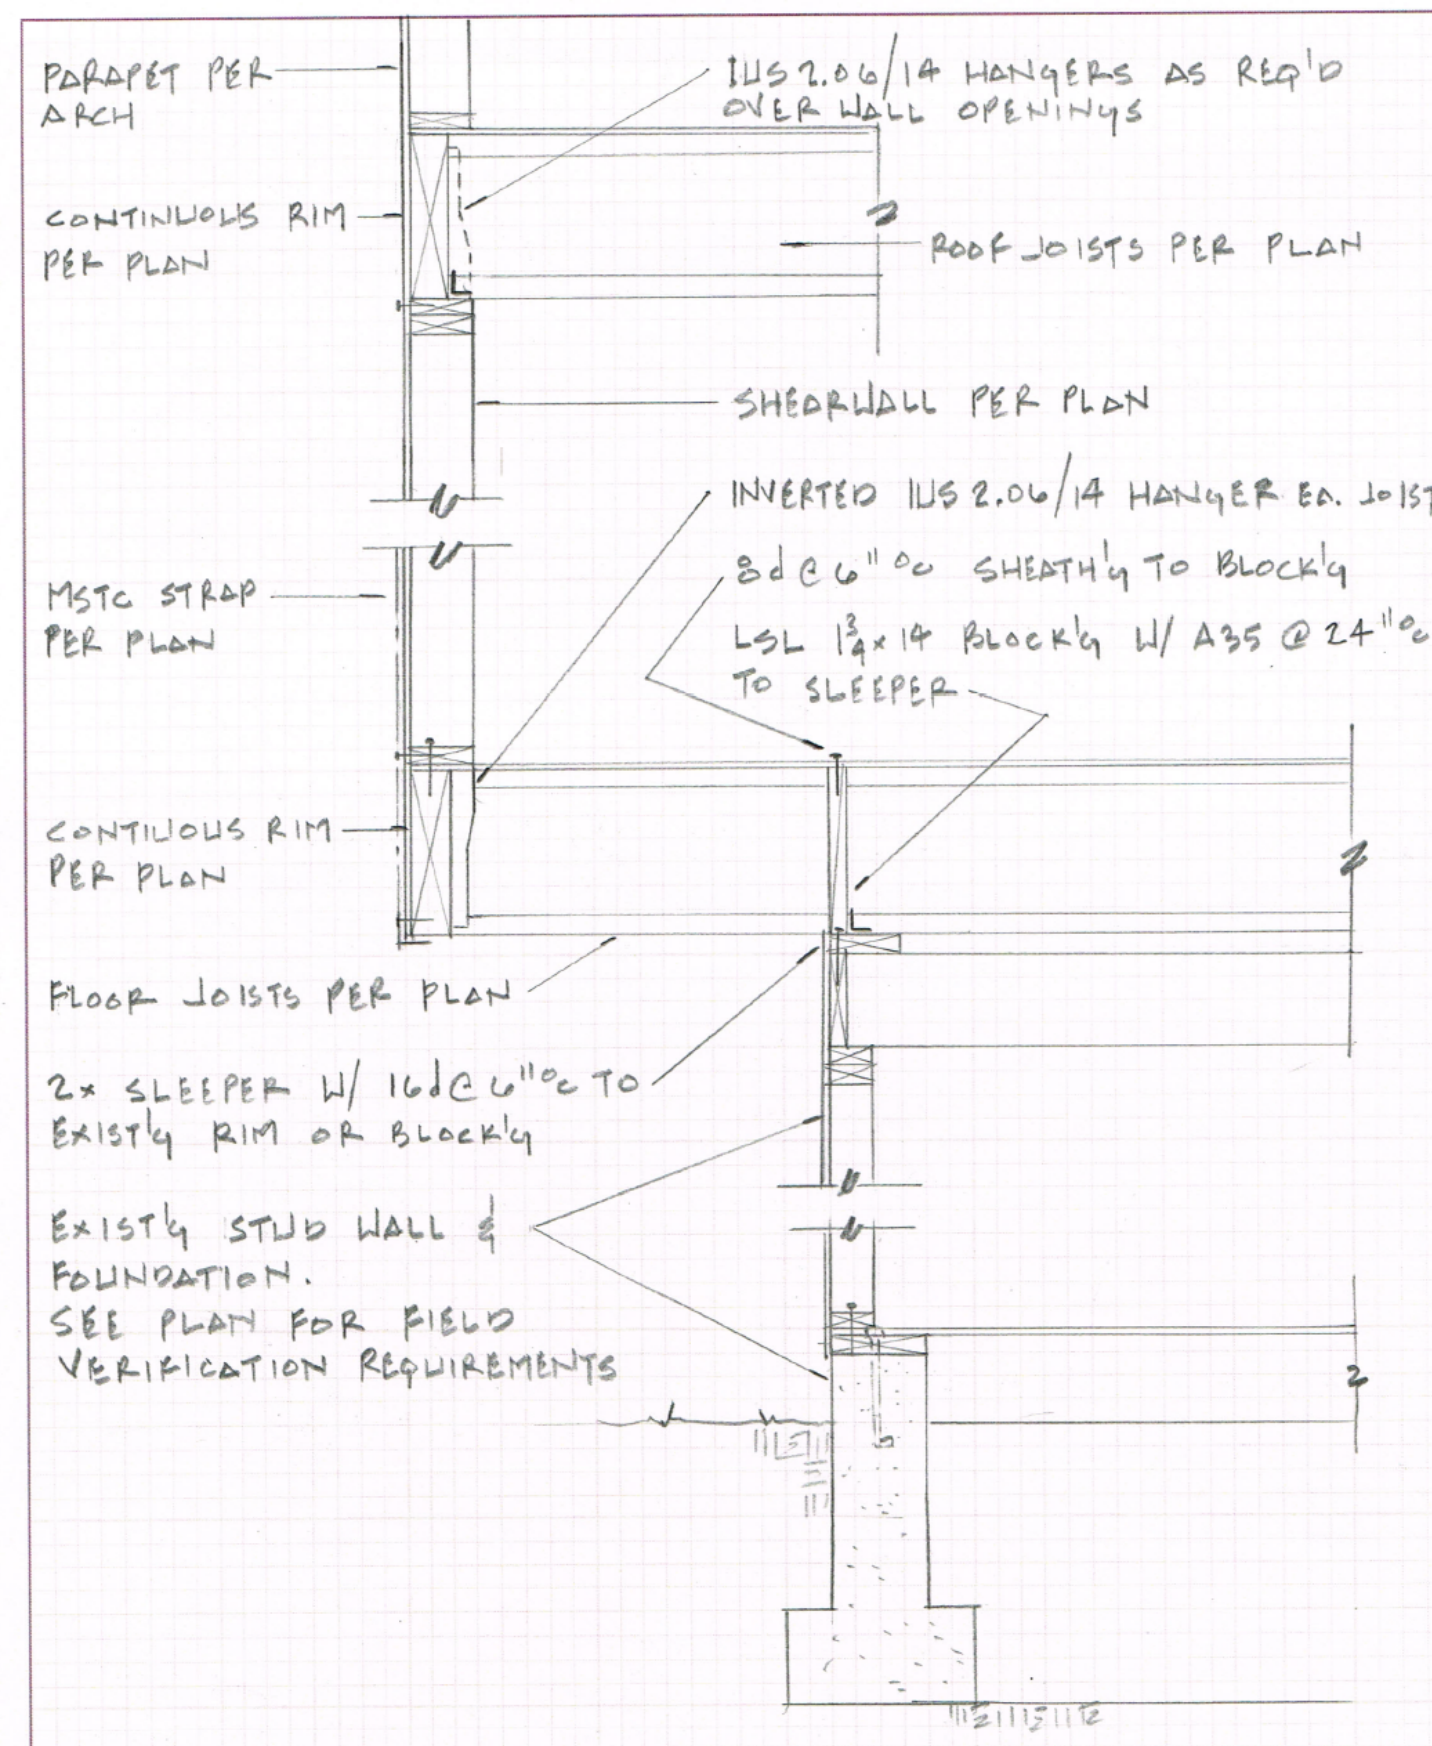 PARAPET PER
ARCH
IUS 2.06/14 HANGERS AS REQ'D
OVER WALL OPENINGS
CONTINUOUS RIM
PER PLAN
ROOF JOISTS PER PLAN
SHEARWALL PER PLAN
INVERTED IUS 2.06/14 HANGER EA. JOIST
8d @ 6" oc SHEATH'G TO BLOCK'G
LSL 1 3/4 x 14 BLOCK'G W/ A35 @ 24" oc
TO SLEEPER
MSTC STRAP
PER PLAN
CONTIUOUS RIM
PER PLAN
FLOOR JOISTS PER PLAN
2x SLEEPER W/ 16d @ 6" oc TO
EXIST'G RIM OR BLOCK'G
EXIST'G STUD WALL &
FOUNDATION.
SEE PLAN FOR FIELD
VERIFICATION REQUIREMENTS